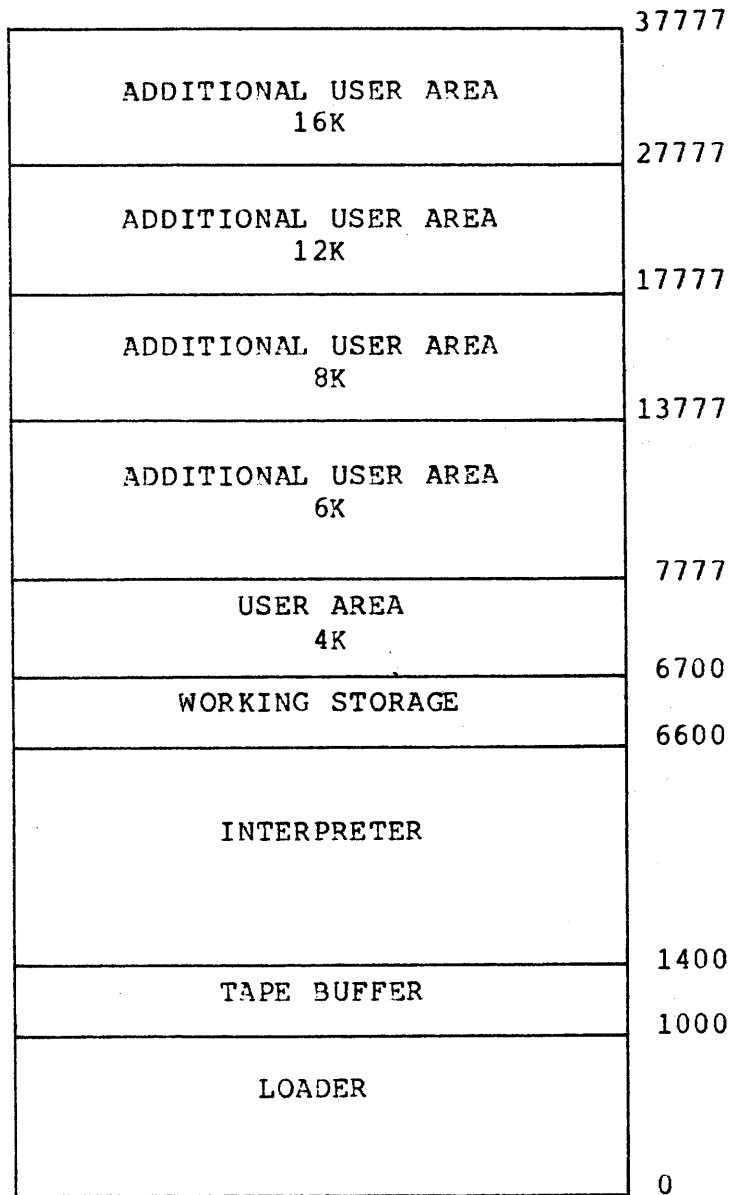 37777
ADDITIONAL USER AREA
16K
27777
ADDITIONAL USER AREA
12K
17777
ADDITIONAL USER AREA
8K
13777
ADDITIONAL USER AREA
6K
7777
USER AREA
4K
6700
WORKING STORAGE
6600
INTERPRETER
1400
TAPE BUFFER
1000
LOADER
0